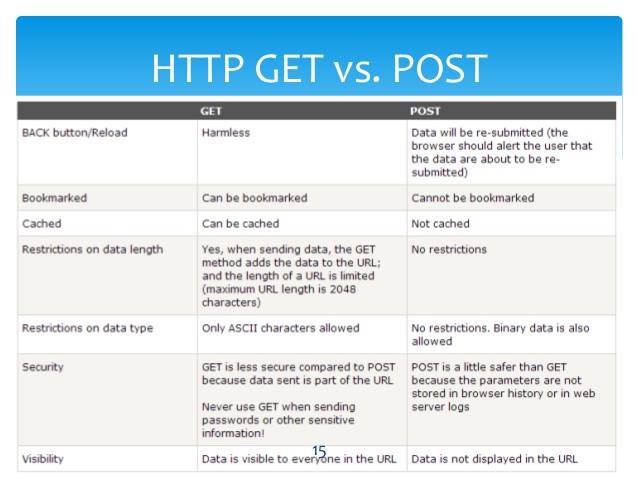 HTTP GET vs. POST
GET POST
BACK button/Reload Harmless Data will be re-submitted (the
browser should alert the user that
the data are about to be re-
submitted)
Bookmarked Can be bookmarked Cannot be bookmarked
Cached Can be cached Not cached
Restrictions on data length Yes, when sending data, the GET No restrictions
method adds the data to the URL;
and the length of a URL is limited
(maximum URL length is 2048
characters)
Restrictions on data type Only ASCII characters allowed No restrictions. Binary data is also
allowed
Security GET is less secure compared to POST POST is a little safer than GET
because data sent is part of the URL because the parameters are not
stored in browser history or in web
Never use GET when sending server logs
passwords or other sensitive
information!
15
Visibility Data is visible to everyone in the URL Data is not displayed in the URL